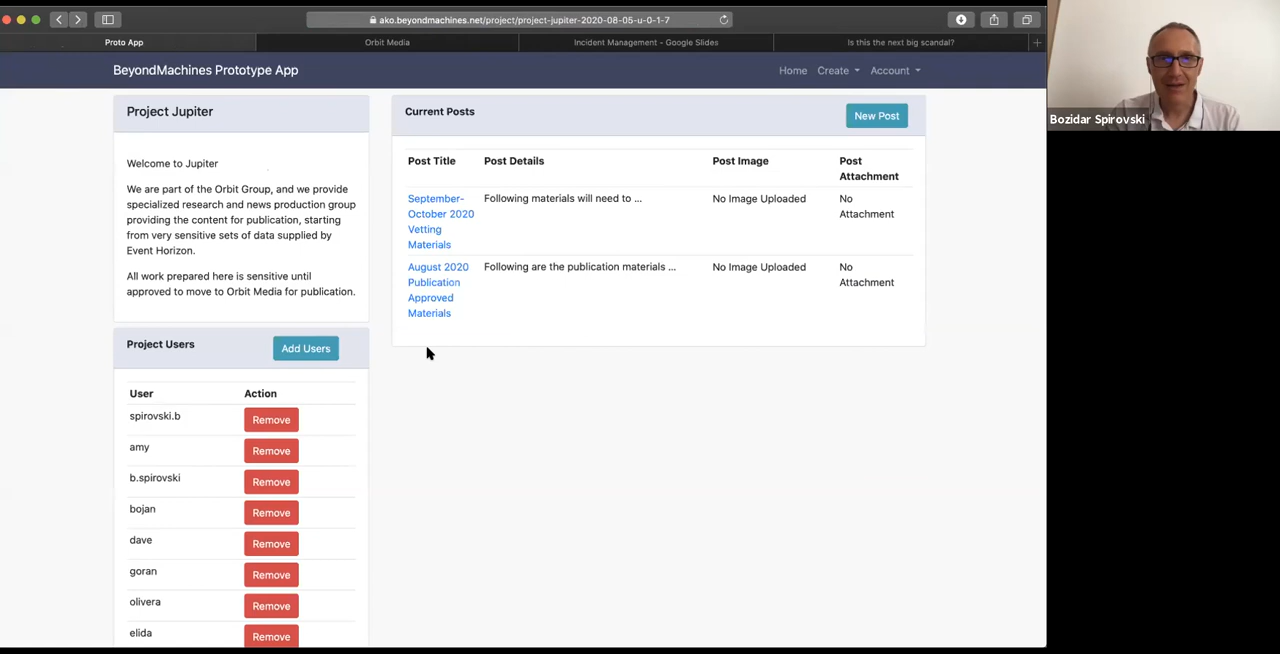 ako.beyondmachines.net/project/project-jupiter-2020-08-05-u-0-1-7
Proto App
Orbit Media
Incident Management - Google Slides
Is this the next big scandal?
BeyondMachines Prototype App
Home
Create
Account
Bozidar Spirovski
Project Jupiter
Welcome to Jupiter
We are part of the Orbit Group, and we provide
specialized research and news production group
providing the content for publication, starting
from very sensitive sets of data supplied by
Event Horizon.
All work prepared here is sensitive until
approved to move to Orbit Media for publication.
Project Users
Add Users
User
Action
spirovski.b
Remove
amy
Remove
b.spirovski
Remove
bojan
Remove
dave
Remove
goran
Remove
olivera
Remove
elida
Remove
Current Posts
New Post
Post Title
Post Details
Post Image
Post
Attachment
September-
October 2020
Vetting
Materials
Following materials will need to ...
No Image Uploaded
No
Attachment
August 2020
Publication
Approved
Materials
Following are the publication materials ...
No Image Uploaded
No
Attachment